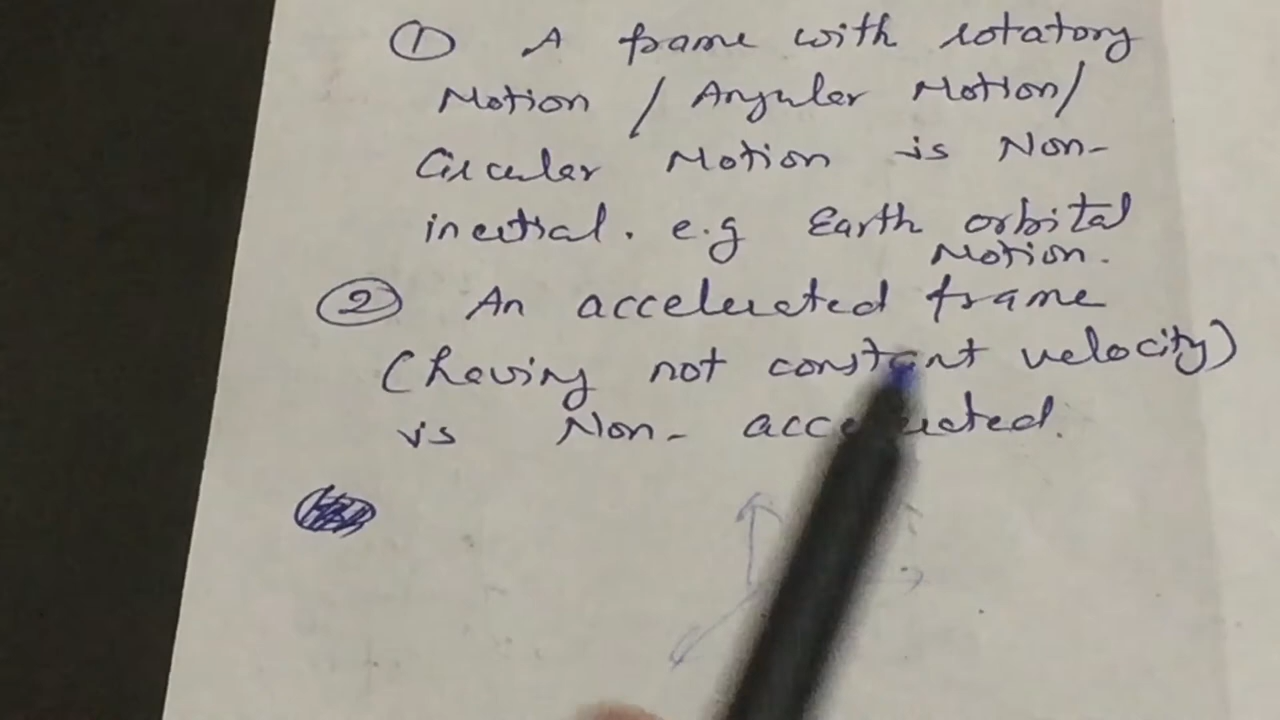 ① A frame with rotatory
Motion / Angular Motion/
Circular Motion is Non-
inertial. e.g Earth orbital
Motion.
② An accelerated frame
(having not constant velocity)
is Non- accelerated.